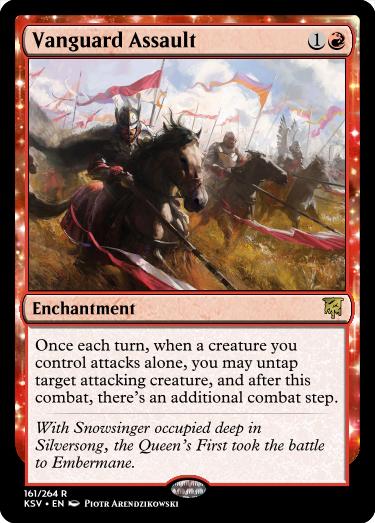 Vanguard Assault 1
Enchantment
Once each turn, when a creature you
control attacks alone, you may untap
target attacking creature, and after this
combat, there's an additional combat step.
With Snowsinger occupied deep in
Silversong, the Queen's First took the battle
to Embermane.
161/264 R
KSV • EN Piotr Arendzikowski